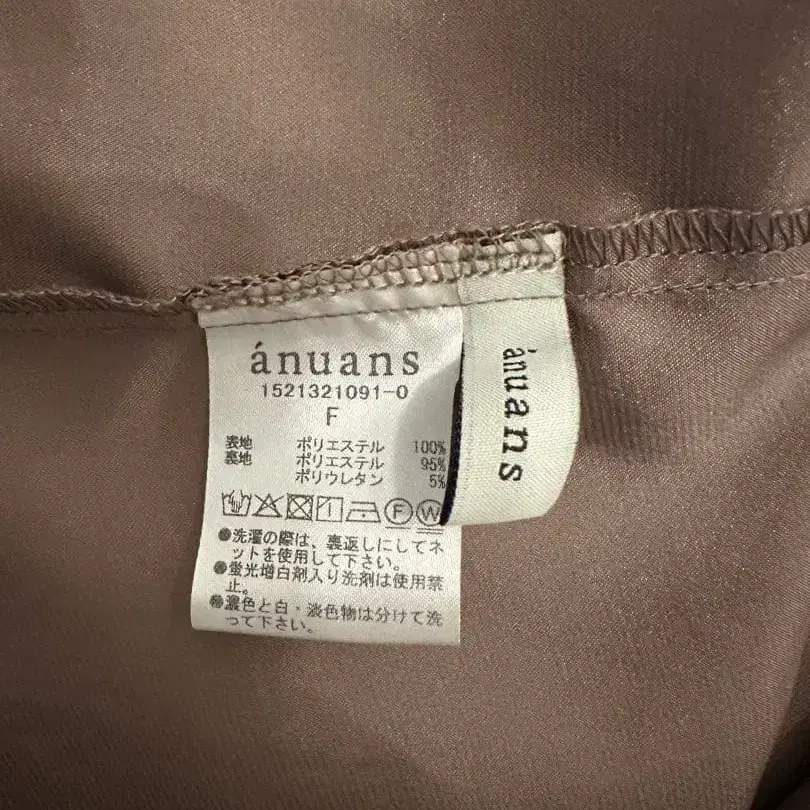 ánuans
1521321091-0
F
表地 ポリエステル 100%
裏地 ポリエステル 95%
ポリウレタン 5%
F W
●洗濯の際は、裏返しにしてネ
ットを使用して下さい。
●蛍光増白剤入り洗剤は使用禁
止。
●濃色と白・淡色物は分けて洗
って下さい。
ánuans